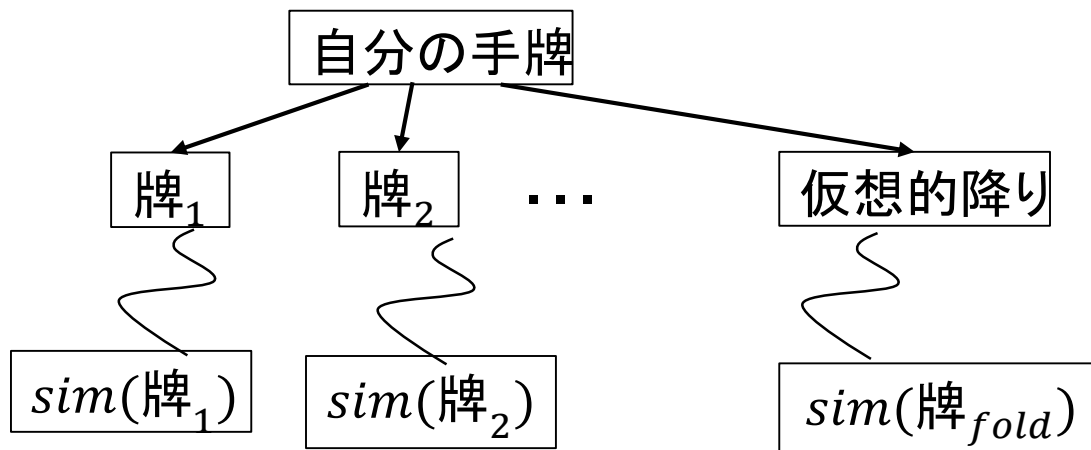 自分の手牌
牌₁
牌₂
...
仮想的降り
sim(牌₁)
sim(牌₂)
sim(牌_fold)